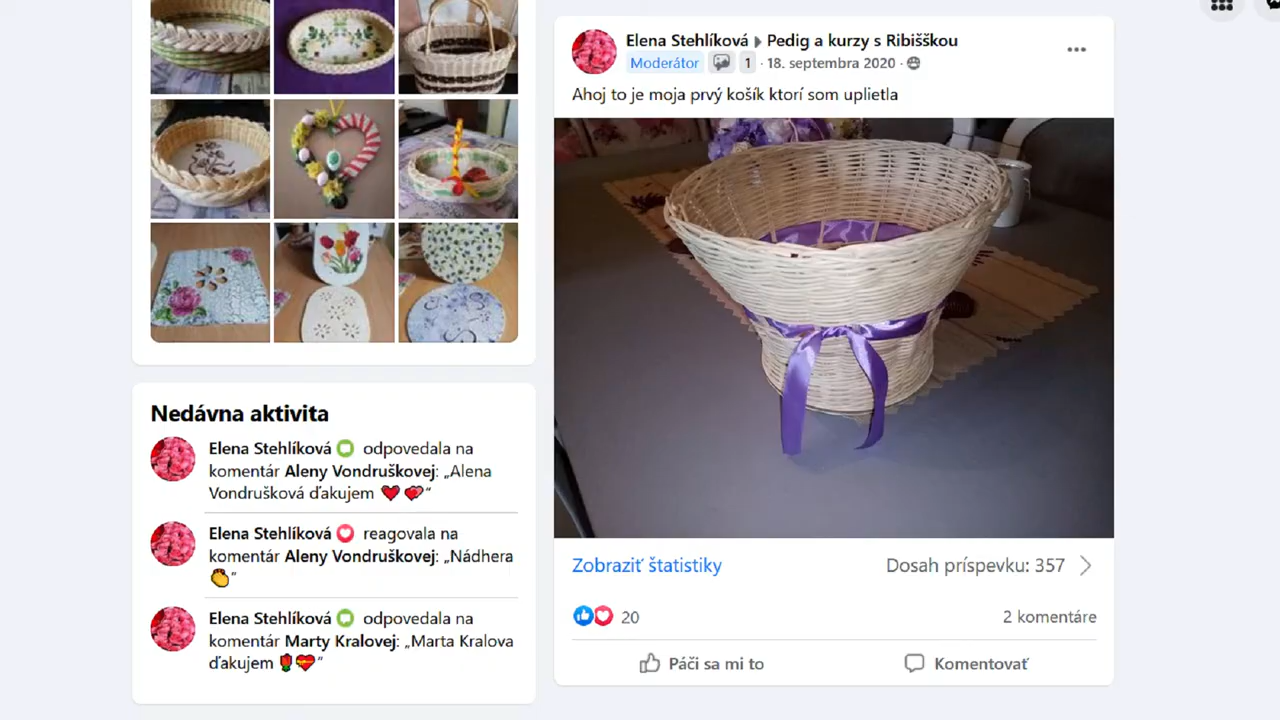 Nedávna aktivita
Elena Stehlíková odpovedala na
komentár Aleny Vondruškovej: „Alena
Vondrušková ďakujem ❤️ 💕“
Elena Stehlíková reagovala na
komentár Aleny Vondruškovej: „Nádhera
👏“
Elena Stehlíková odpovedala na
komentár Marty Kralovej: „Marta Kralova
ďakujem 🌹💝“
Elena Stehlíková ▸ Pedig a kurzy s Ribišškou
Moderátor 1 · 18. septembra 2020 ·
Ahoj to je moja prvý košík ktorí som uplietla
Zobraziť štatistiky
Dosah príspevku: 357
20
2 komentáre
Páči sa mi to
Komentovať